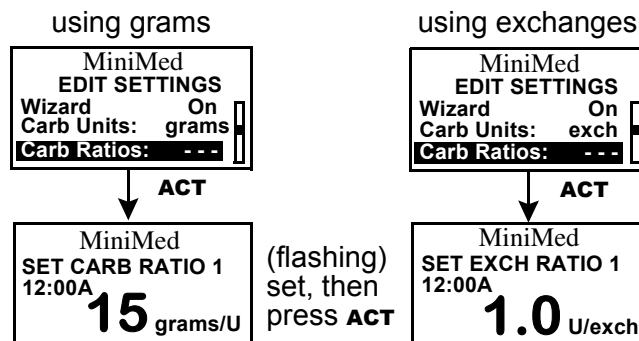 using grams
MiniMed
EDIT SETTINGS
Wizard On
Carb Units: grams
Carb Ratios: - - -
ACT
MiniMed
SET CARB RATIO 1
12:00A
15 grams/U
(flashing)
set, then
press ACT
using exchanges
MiniMed
EDIT SETTINGS
Wizard On
Carb Units: exch
Carb Ratios: - - -
ACT
MiniMed
SET EXCH RATIO 1
12:00A
1.0 U/exch